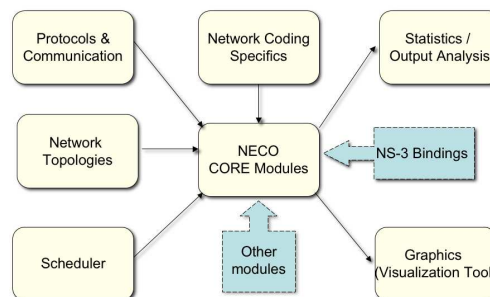 Protocols &
Communication
Network Coding
Specifics
Statistics /
Output Analysis
Network
Topologies
NECO
CORE Modules
NS-3 Bindings
Scheduler
Other
modules
Graphics
(Visualization Tool